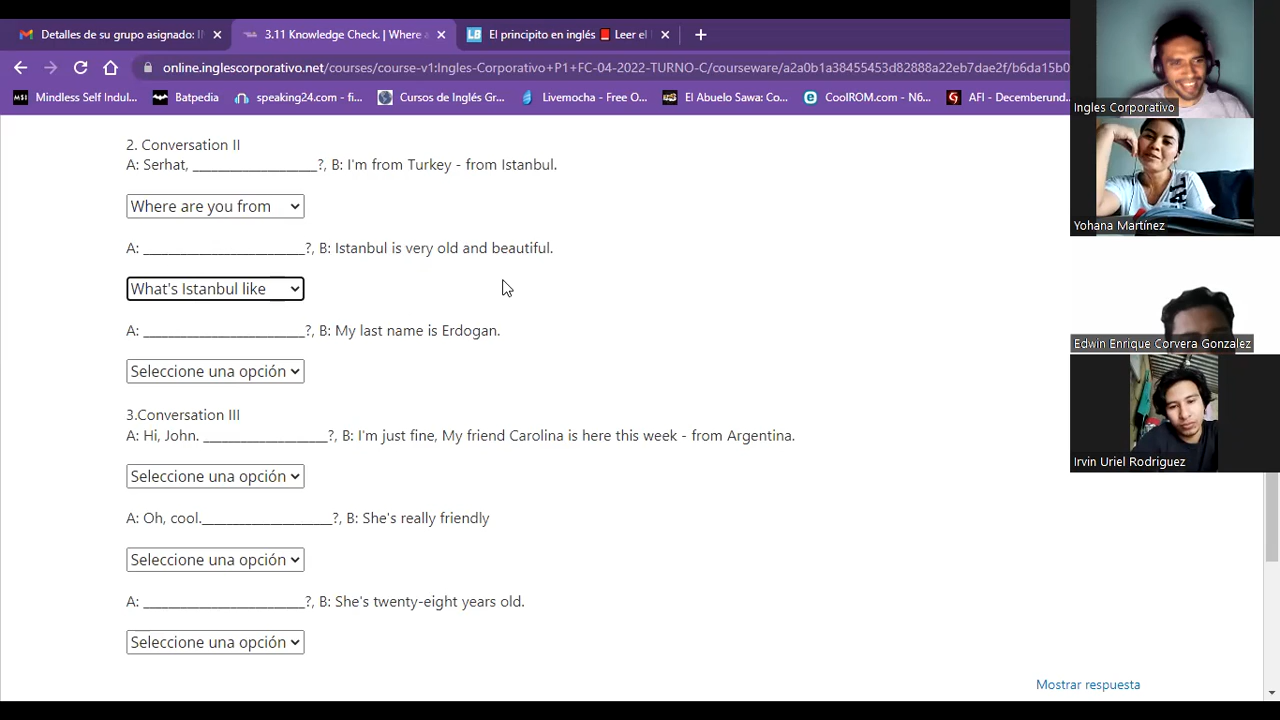 Detalles de su grupo asignado: I
3.11 Knowledge Check. | Where a
El principito en inglés 📕 Leer el
online.inglescorporativo.net/courses/course-v1:Ingles-Corporativo+P1+FC-04-2022-TURNO-C/courseware/a2a0b1a38455453d82888a22eb7dae2f/b6da15b0
Mindless Self Indul...
Batpedia
speaking24.com - fi...
Cursos de Inglés Gr...
Livemocha - Free O...
El Abuelo Sawa: Co...
CoolROM.com - N6...
AFI - Decemberund...
2. Conversation II
A: Serhat, ____________________?, B: I'm from Turkey - from Istanbul.
Where are you from
A: __________________________?, B: Istanbul is very old and beautiful.
What's Istanbul like
A: __________________________?, B: My last name is Erdogan.
Seleccione una opción
3.Conversation III
A: Hi, John. ____________________?, B: I'm just fine, My friend Carolina is here this week - from Argentina.
Seleccione una opción
A: Oh, cool._____________________?, B: She's really friendly
Seleccione una opción
A: __________________________?, B: She's twenty-eight years old.
Seleccione una opción
Mostrar respuesta
Ingles Corporativo
Yohana Martínez
Edwin Enrique Corvera Gonzalez
Irvin Uriel Rodriguez